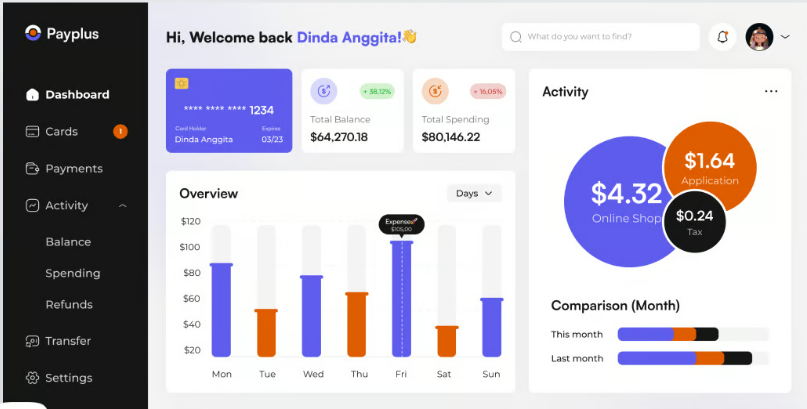 Payplus
Dashboard
Cards 1
Payments
Activity
Balance
Spending
Refunds
Transfer
Settings
Hi, Welcome back Dinda Anggita!👋
What do you want to find?
**** **** **** 1234
Card Holder Expires
Dinda Anggita 03/23
+ 38,12%
Total Balance
$64,270.18
+ 16,05%
Total Spending
$80,146.22
Overview
Days
$120
$100
$80
$60
$40
$20
Expenses
$105,00
Mon Tue Wed Thu Fri Sat Sun
Activity
$4.32
Online Shop
$1.64
Application
$0.24
Tax
Comparison (Month)
This month
Last month